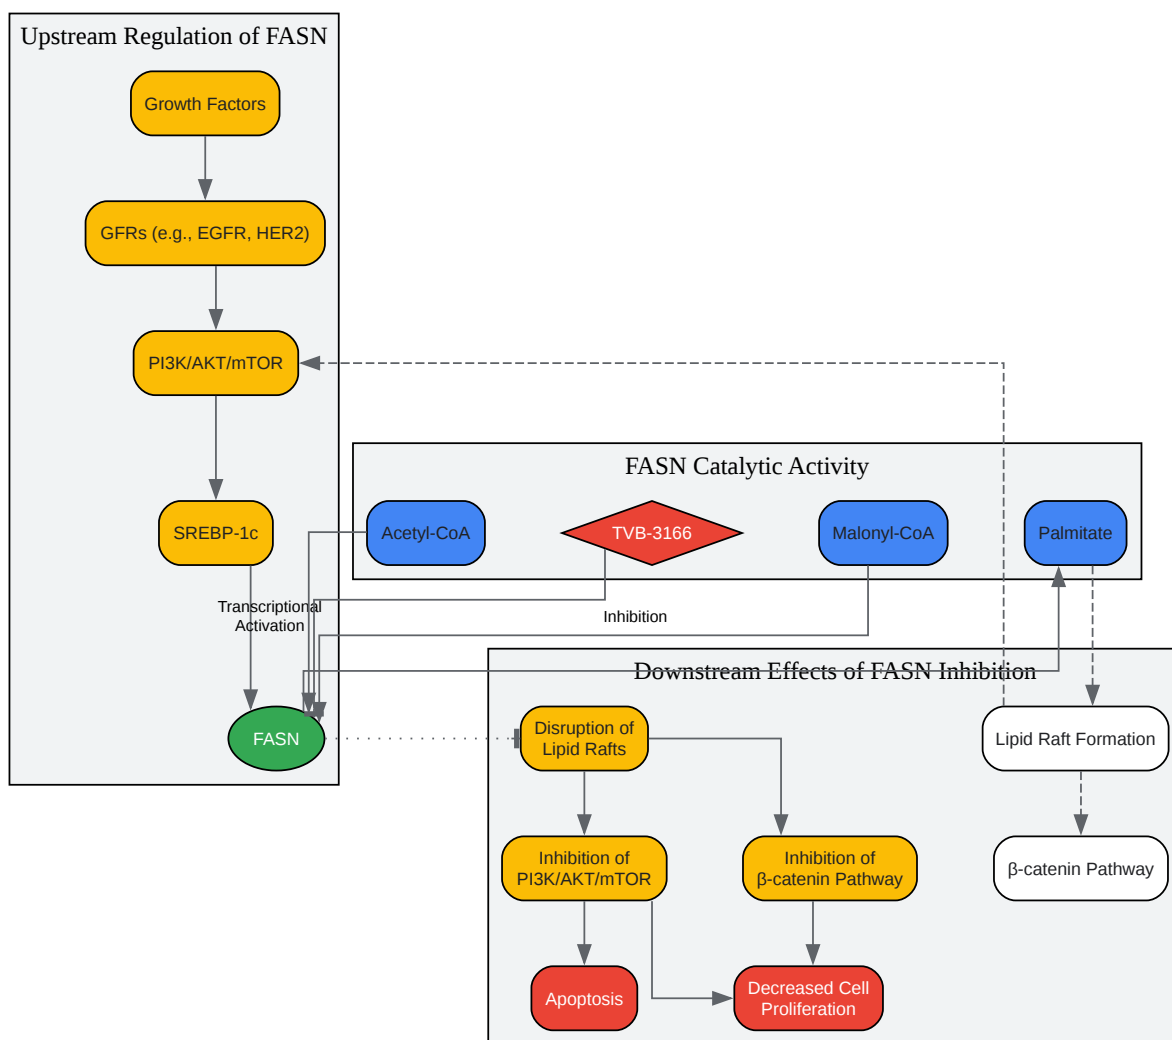 Upstream Regulation of FASN
Growth Factors
GFRs (e.g., EGFR, HER2)
PI3K/AKT/mTOR
SREBP-1c
Transcriptional
Activation
FASN
FASN Catalytic Activity
Acetyl-CoA
TVB-3166
Malonyl-CoA
Palmitate
Inhibition
Downstream Effects of FASN Inhibition
Disruption of
Lipid Rafts
Lipid Raft Formation
Inhibition of
PI3K/AKT/mTOR
Inhibition of
β-catenin Pathway
β-catenin Pathway
Apoptosis
Decreased Cell
Proliferation